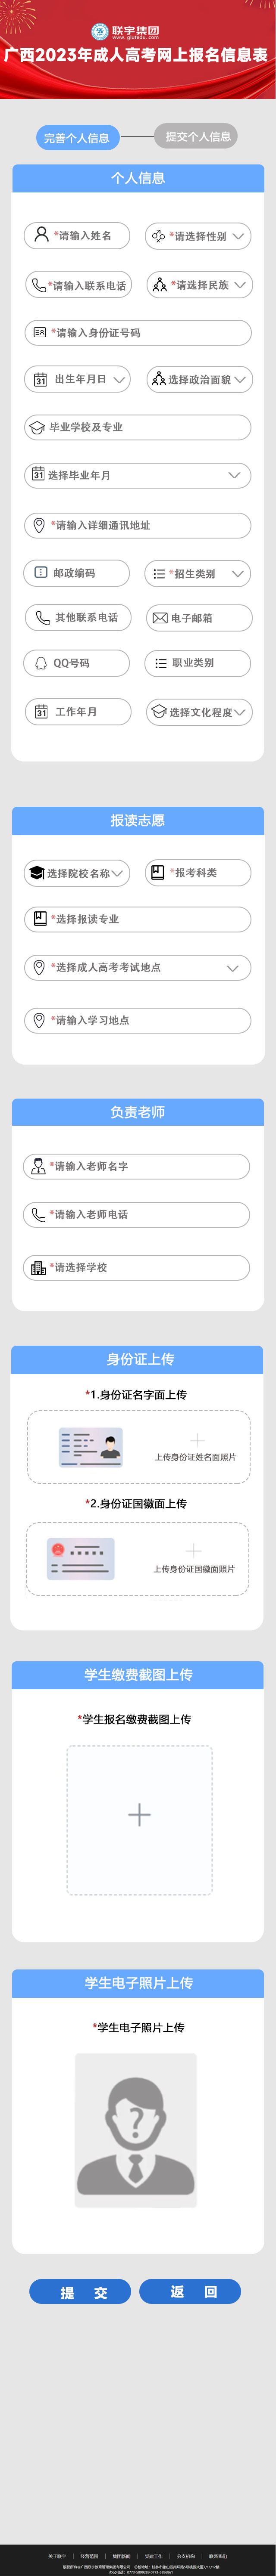 联宇集团
www.glutedu.com
广西2023年成人高考网上报名信息表
完善个人信息
提交个人信息
个人信息
*请输入姓名
*请选择性别
*请输入联系电话
*请选择民族
*请输入身份证号码
31 出生年月日
选择政治面貌
毕业学校及专业
31 选择毕业年月
*请输入详细通讯地址
邮政编码
*招生类别
其他联系电话
电子邮箱
QQ号码
职业类别
31 工作年月
选择文化程度
报读志愿
选择院校名称
*报考科类
*选择报读专业
*选择成人高考考试地点
*请输入学习地点
负责老师
*请输入老师名字
*请输入老师电话
*请选择学校
身份证上传
*1.身份证名字面上传
上传身份证姓名面照片
*2.身份证国徽面上传
上传身份证国徽面照片
学生缴费截图上传
*学生报名缴费截图上传
学生电子照片上传
*学生电子照片上传
提 交
返 回
关于联宇 | 经营范围 | 集团新闻 | 党建工作 | 分支机构 | 联系我们